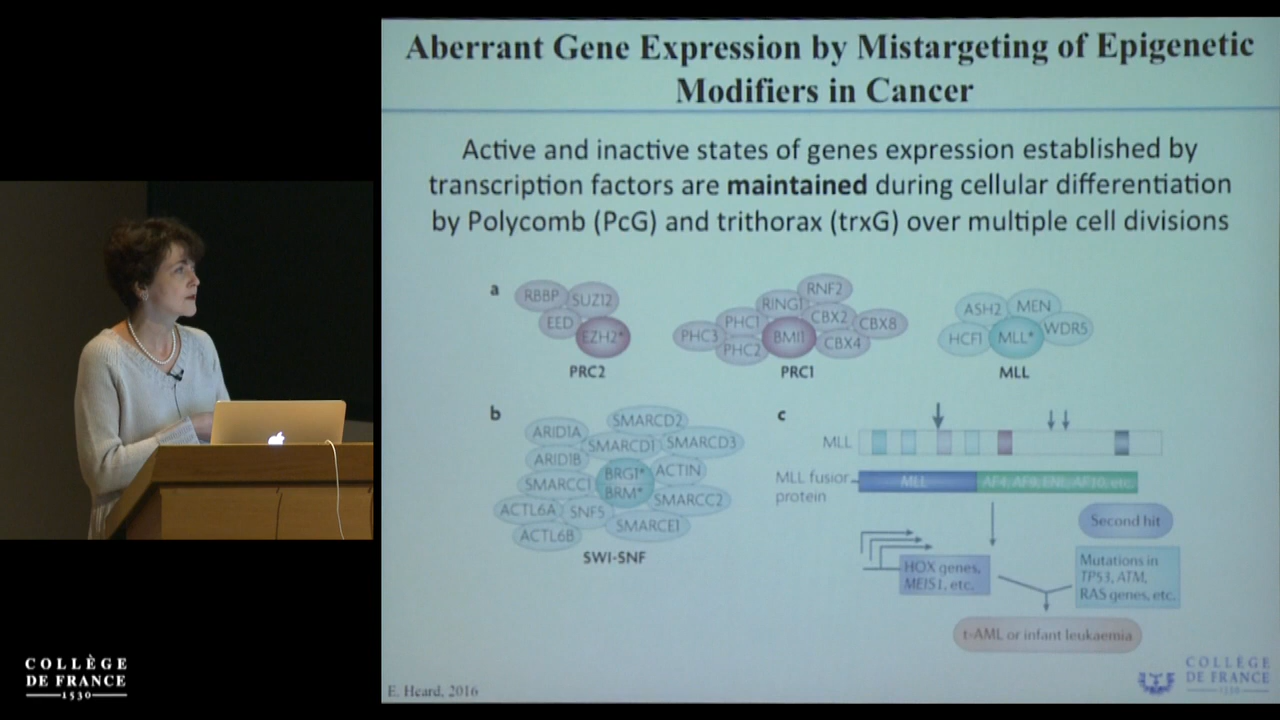 Aberrant Gene Expression by Mistargeting of Epigenetic
Modifiers in Cancer
Active and inactive states of genes expression established by
transcription factors are maintained during cellular differentiation
by Polycomb (PcG) and trithorax (trxG) over multiple cell divisions
a
RBBP
SUZ12
EED
EZH2*
PRC2
RNF2
RING1
PHC1
CBX2
CBX8
PHC3
BMI1
PHC2
CBX4
PRC1
ASH2
MEN
HCF1
MLL*
WDR5
MLL
b
SMARCD2
ARID1A
SMARCD1
SMARCD3
ARID1B
BRG1*
ACTIN
SMARCC1
BRM*
SMARCC2
ACTL6A
SNF5
SMARCE1
ACTL6B
SWI-SNF
c
MLL
MLL fusion
protein
MLL
AF4, AF9, ENL, AF10, etc.
Second hit
HOX genes,
MEIS1, etc.
Mutations in
TP53, ATM,
RAS genes, etc.
t-AML or infant leukaemia
E. Heard, 2016
COLLÈGE
DE FRANCE
1530
COLLÈGE
DE FRANCE
1530